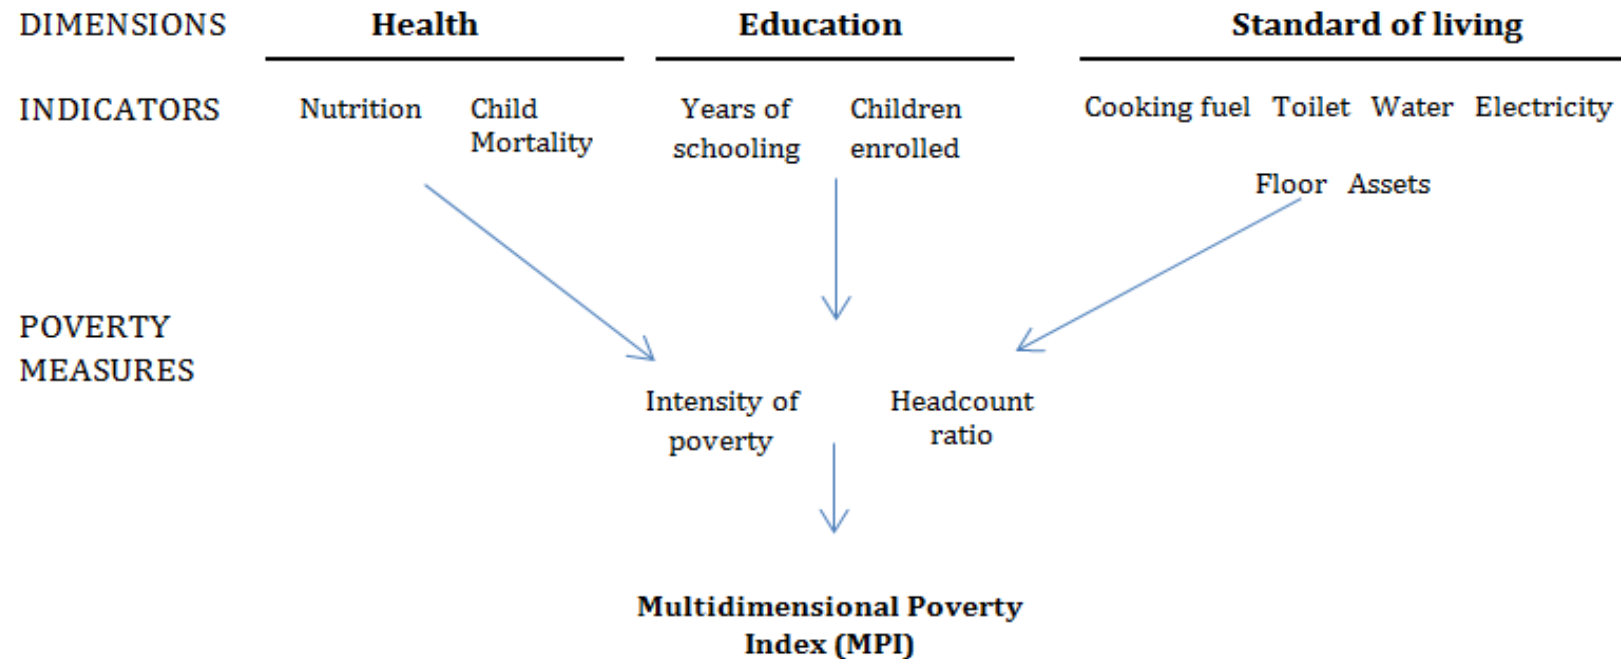 DIMENSIONS Health Education Standard of living
INDICATORS Nutrition Child Years of Children Cooking fuel Toilet Water Electricity
Mortality schooling enrolled
Floor Assets
POVERTY
MEASURES
Intensity of Headcount
poverty ratio
Multidimensional Poverty
Index (MPI)